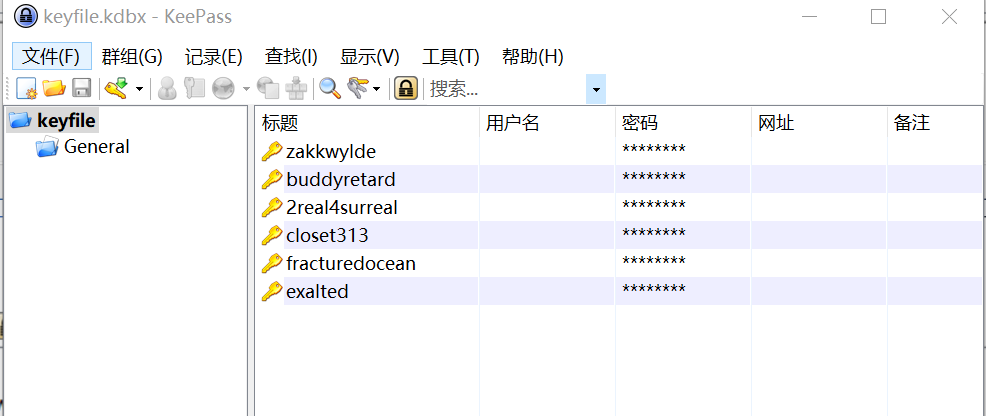 keyfile.kdbx - KeePass
文件(F) 群组(G) 记录(E) 查找(I) 显示(V) 工具(T) 帮助(H)
搜索...
keyfile
General
标题 用户名 密码 网址 备注
zakkwylde ********
buddyretard ********
2real4surreal ********
closet313 ********
fracturedocean ********
exalted ********